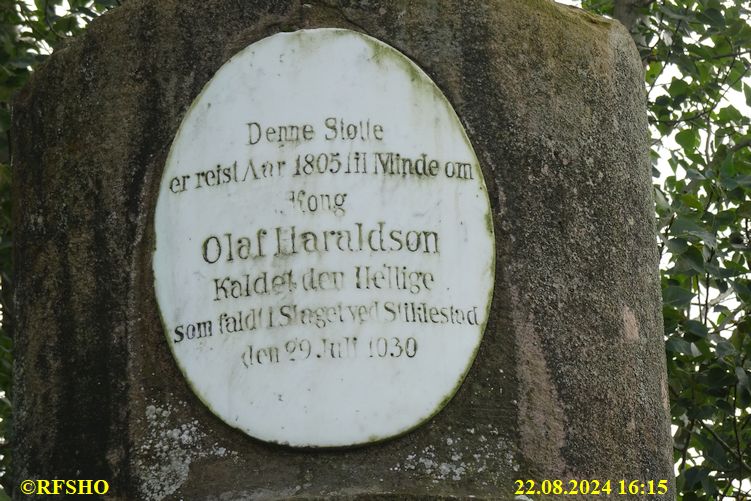 Denne Støtte
er reist Aar 1805 til Minde om
Kong
Olaf Haraldson
Kaldet den Hellige
som faldt i Slaget ved Stiklestad
den 29 Juli 1030
©RFSHO
22.08.2024 16:15